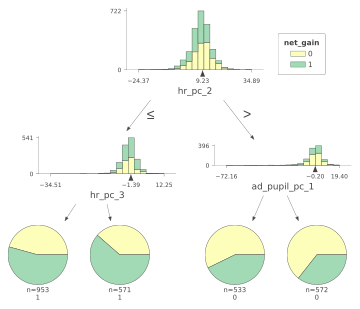 722
net_gain
0
1
0
−24.37
9.23
34.89
hr_pc_2
≤
>
541
396
0
0
−34.51
−1.39
12.25
−72.16
−0.20
19.40
hr_pc_3
ad_pupil_pc_1
n=953
1
n=571
1
n=533
0
n=572
0